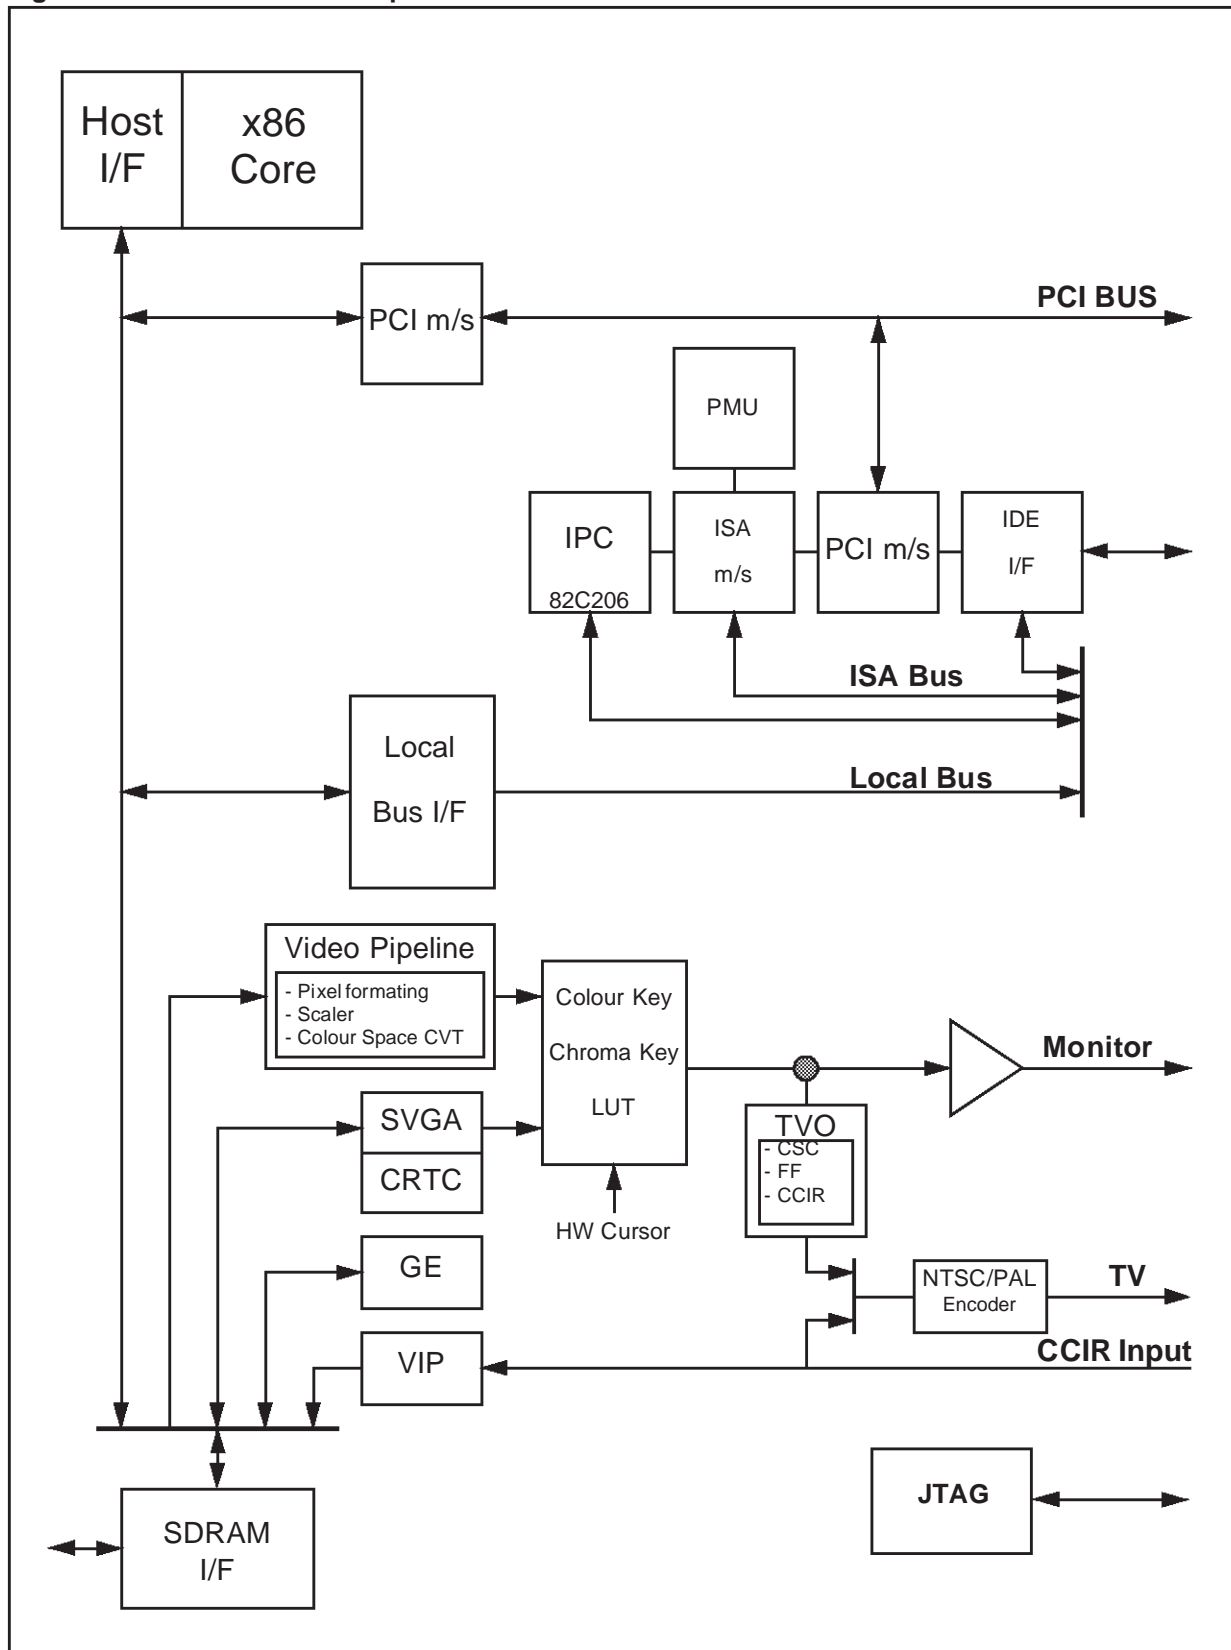 Host
I/F
x86
Core
PCI m/s
PCI BUS
PMU
IPC
82C206
ISA
m/s
PCI m/s
IDE
I/F
ISA Bus
Local
Bus I/F
Local Bus
Video Pipeline
- Pixel formating
- Scaler
- Colour Space CVT
Colour Key
Chroma Key
LUT
Monitor
SVGA
CRTC
TVO
- CSC
- FF
- CCIR
HW Cursor
GE
NTSC/PAL
Encoder
TV
VIP
CCIR Input
JTAG
SDRAM
I/F